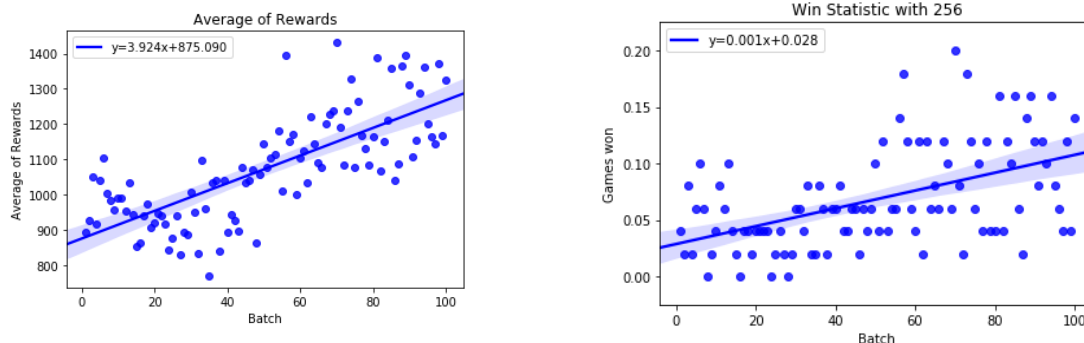 Average of Rewards
y=3.924x+875.090
1400
1300
1200
1100
1000
900
800
Average of Rewards
0 20 40 60 80 100
Batch
Win Statistic with 256
y=0.001x+0.028
0.20
0.15
0.10
0.05
0.00
Games won
0 20 40 60 80 100
Batch